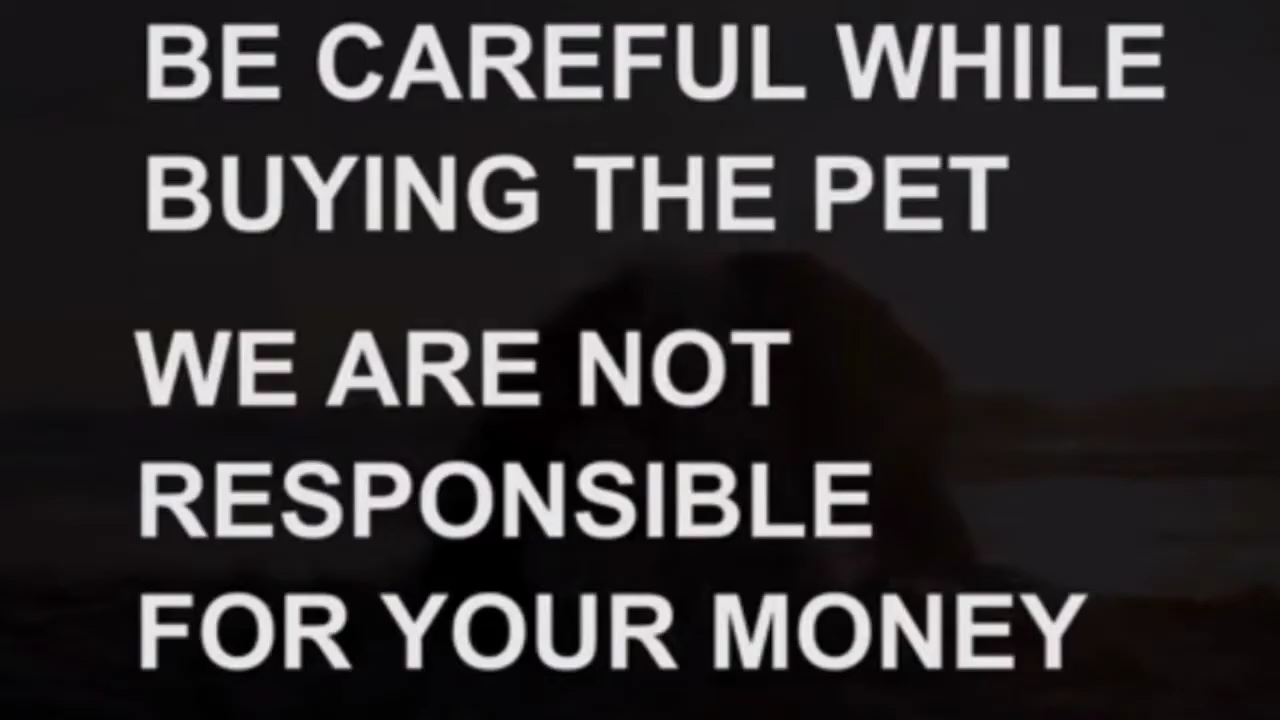 BE CAREFUL WHILE
BUYING THE PET
WE ARE NOT
RESPONSIBLE
FOR YOUR MONEY